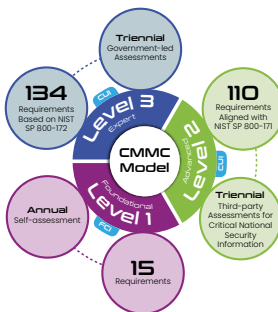 Triennial
Government-led
Assessments
134
Requirements
Based on NIST
SP 800-172
CUI
Level 3
Expert
110
Requirements
Aligned with
NIST SP 800-171
CMMC
Model
Level 2
Advanced
CUI
Triennial
Third-party
Assessments for
Critical National
Security
Information
Annual
Self-assessment
Foundational
Level 1
FCI
15
Requirements